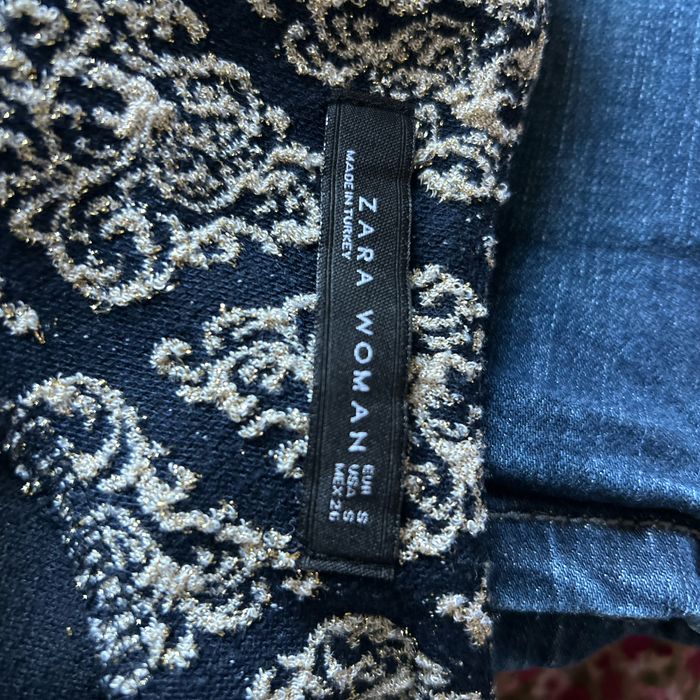 ZARA WOMAN
MADE IN TURKEY
EUR S
USA S
MEX 26